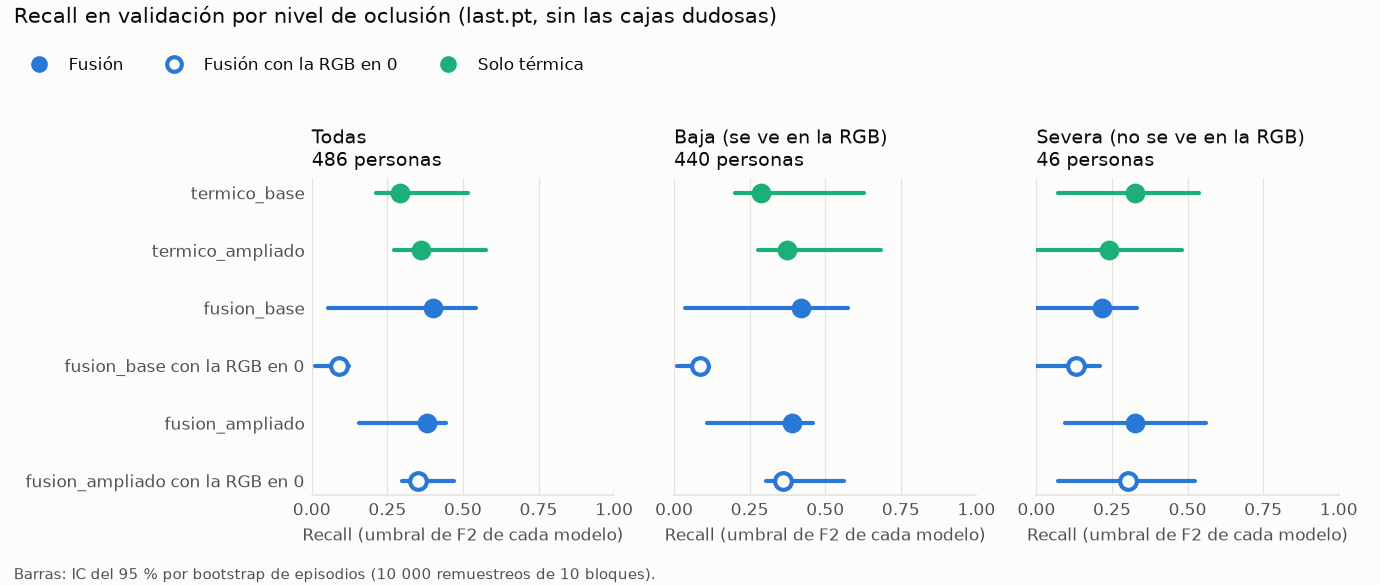 Recall en validación por nivel de oclusión (last.pt, sin las cajas dudosas)
Fusión
Fusión con la RGB en 0
Solo térmica
Todas
486 personas
Baja (se ve en la RGB)
440 personas
Severa (no se ve en la RGB)
46 personas
termico_base
termico_ampliado
fusion_base
fusion_base con la RGB en 0
fusion_ampliado
fusion_ampliado con la RGB en 0
0.00 0.25 0.50 0.75 1.00
0.00 0.25 0.50 0.75 1.00
0.00 0.25 0.50 0.75 1.00
Recall (umbral de F2 de cada modelo)
Recall (umbral de F2 de cada modelo)
Recall (umbral de F2 de cada modelo)
Barras: IC del 95 % por bootstrap de episodios (10 000 remuestreos de 10 bloques).